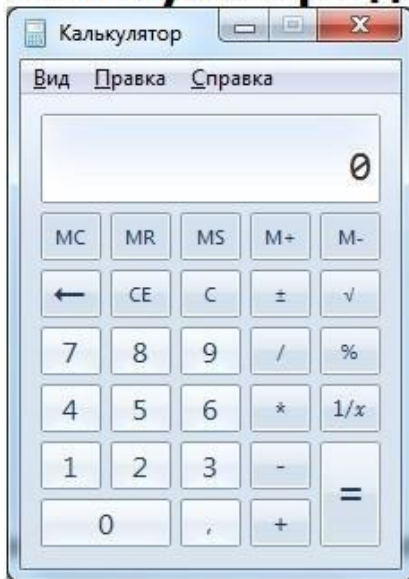 Калькулятор
Вид Правка Справка
0
MC MR MS M+ M-
← CE C ± √
7 8 9 / %
4 5 6 * 1/x
1 2 3 - =
0 , +